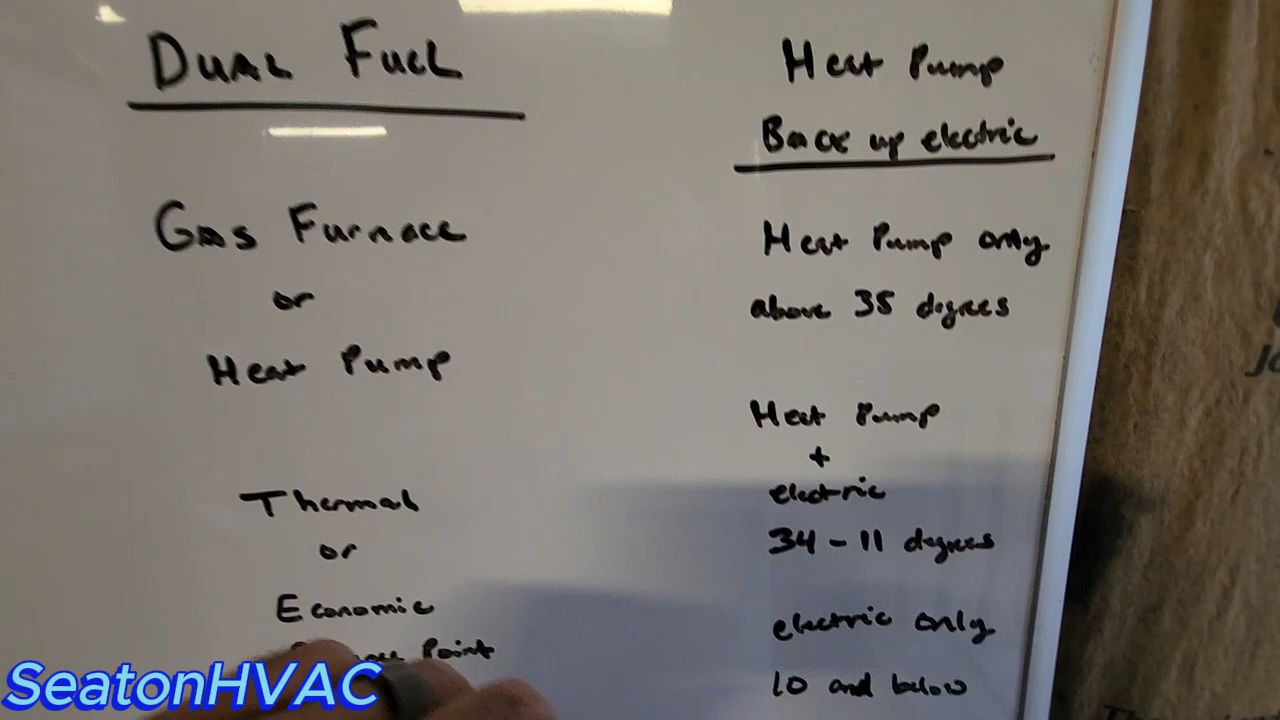 Dual Fuel
Gas Furnace
or
Heat Pump
Thermal
or
Economic
Point
Heat Pump
Back up electric
Heat Pump only
above 35 degrees
Heat Pump
+
electric
34 - 11 degrees
electric only
10 and below
SeatonHVAC